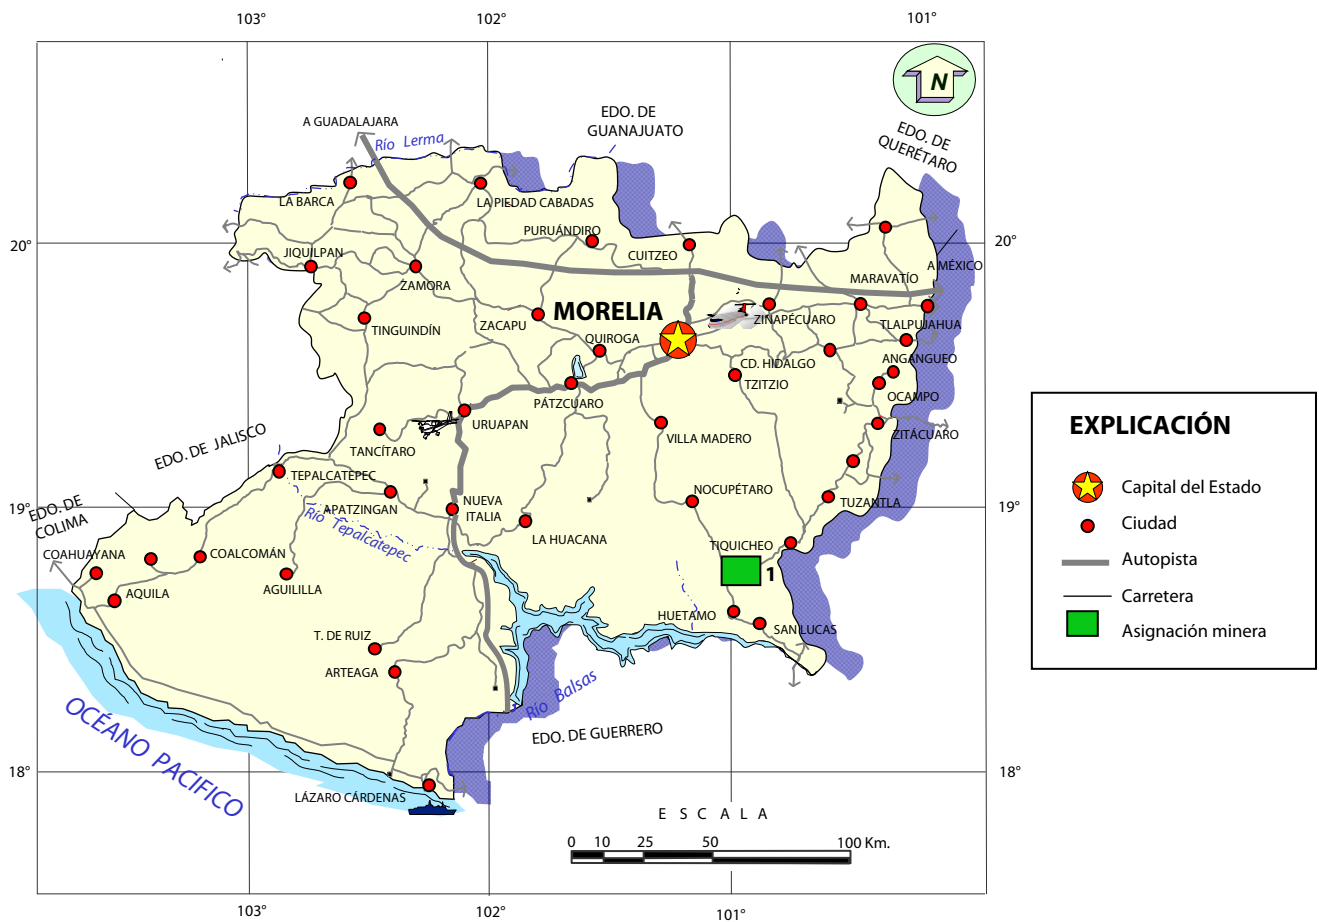 103°
102°
101°
N
A GUADALAJARA
Río Lerma
EDO. DE
GUANAJUATO
EDO. DE
QUERÉTARO
LA BARCA
LA PIEDAD CABADAS
PURUÁNDIRO
CUITZEO
20°
20°
JIQUILPAN
ZAMORA
MARAVATÍO
A MÉXICO
TINGUINDÍN
ZACAPU
MORELIA
QUIROGA
ZINAPÉCUARO
TLALPUJAHUA
CD. HIDALGO
TZITZIO
ANGANGUEO
OCAMPO
PÁTZCUARO
URUAPAN
VILLA MADERO
ZITÁCUARO
EDO. DE JALISCO
TANCÍTARO
TEPALCATEPEC
APATZINGAN
NUEVA
ITALIA
NOCUPÉTARO
TUZANTLA
19°
19°
EDO. DE
COLIMA
Río Tepalcatepec
LA HUACANA
TIQUICHEO
COAHUAYANA
COALCOMÁN
AQUILA
AGUILILLA
1
HUETAMO
SAN LUCAS
T. DE RUIZ
ARTEAGA
Río Balsas
EDO. DE GUERRERO
OCÉANO PACIFICO
18°
18°
LÁZARO CÁRDENAS
ESCALA
0 10 25 50 100 Km.
103°
102°
101°
EXPLICACIÓN
Capital del Estado
Ciudad
Autopista
Carretera
Asignación minera